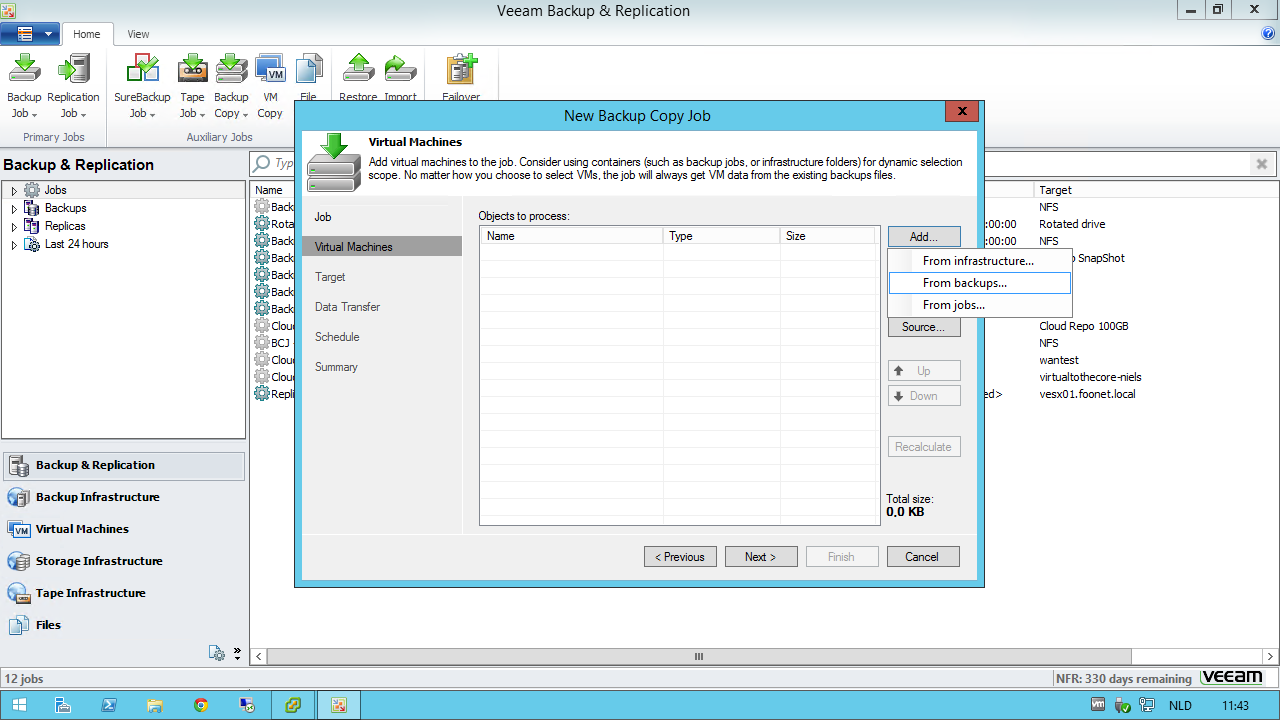 Veeam Backup & Replication
Home
View
Backup Job
Replication Job
SureBackup Job
Tape Job
Backup Copy
VM Copy
File
Restore
Import
Failover
Primary Jobs
Auxiliary Jobs
Backup & Replication
Jobs
Backups
Replicas
Last 24 hours
Backup & Replication
Backup Infrastructure
Virtual Machines
Storage Infrastructure
Tape Infrastructure
Files
Typ
Name
Target
Back
NFS
Rota
:00:00
Rotated drive
Back
:00:00
NFS
Back
SnapShot
Back
Back
Back
Cloud
Cloud Repo 100GB
BCJ
NFS
Cloud
wantest
Cloud
virtualtothecore-niels
Repli
ed>
vesx01.foonet.local
New Backup Copy Job
Virtual Machines
Add virtual machines to the job. Consider using containers (such as backup jobs, or infrastructure folders) for dynamic selection
scope. No matter how you choose to select VMs, the job will always get VM data from the existing backups files.
Job
Virtual Machines
Target
Data Transfer
Schedule
Summary
Objects to process:
Name
Type
Size
Add...
From infrastructure...
From backups...
From jobs...
Source...
Up
Down
Recalculate
Total size:
0,0 KB
< Previous
Next >
Finish
Cancel
12 jobs
NFR: 330 days remaining
veeam
VM
NLD
11:43